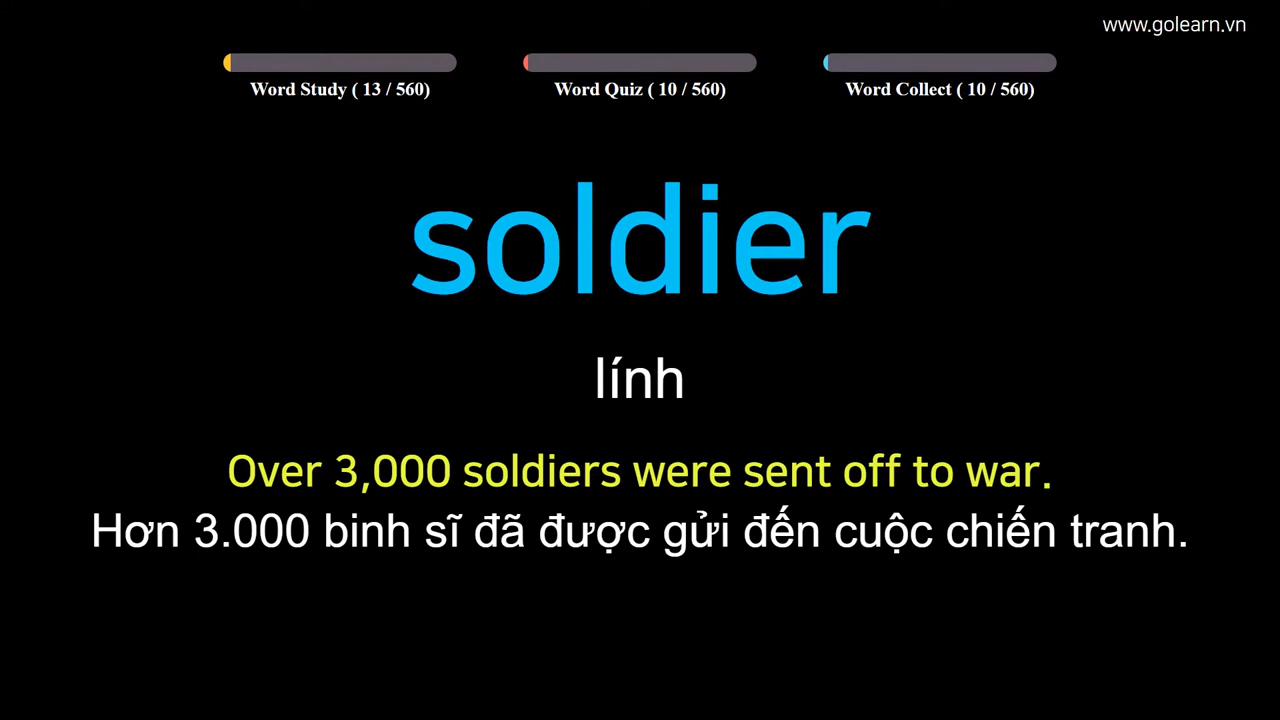 www.golearn.vn
Word Study ( 13 / 560)
Word Quiz ( 10 / 560)
Word Collect ( 10 / 560)
soldier
lính
Over 3,000 soldiers were sent off to war.
Hơn 3.000 binh sĩ đã được gửi đến cuộc chiến tranh.